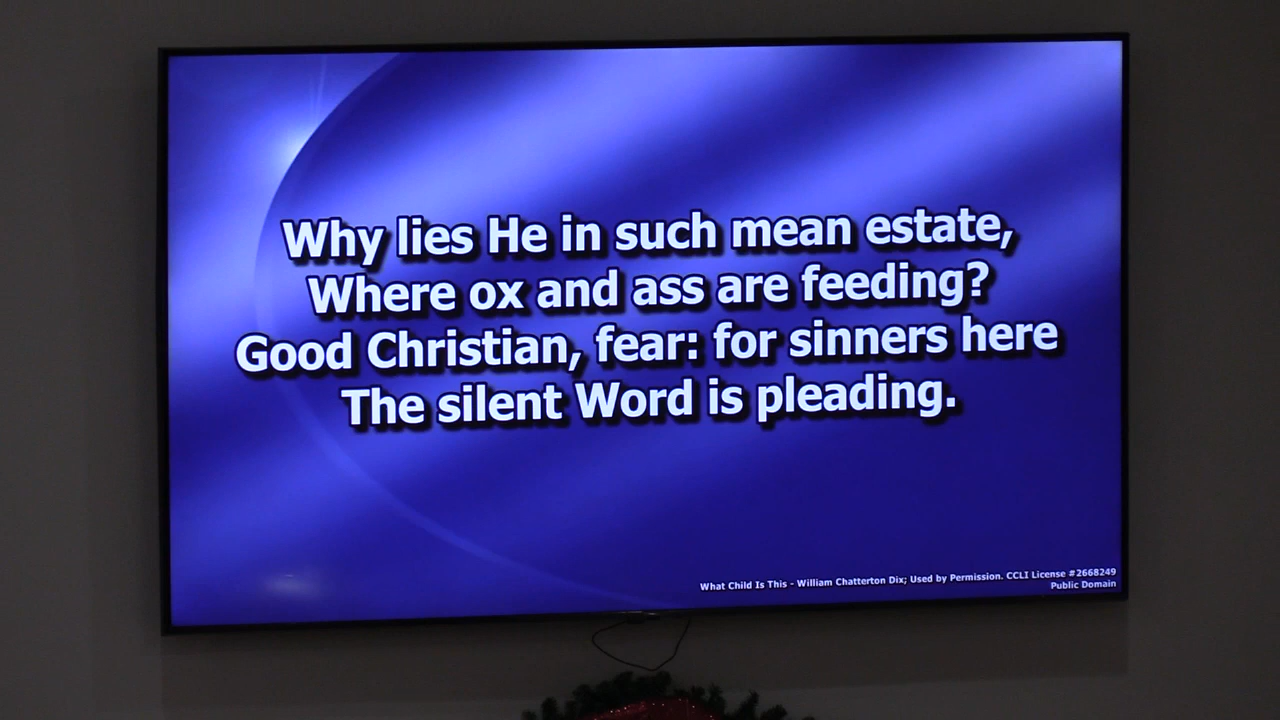 Why lies He in such mean estate,
Where ox and ass are feeding?
Good Christian, fear: for sinners here
The silent Word is pleading.
What Child Is This - William Chatterton Dix; Used by Permission. CCLI License #2668249
Public Domain